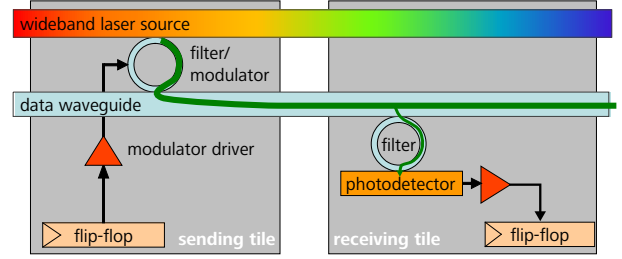 wideband laser source
filter/
modulator
data waveguide
filter
modulator driver
photodetector
flip-flop
sending tile
receiving tile
flip-flop